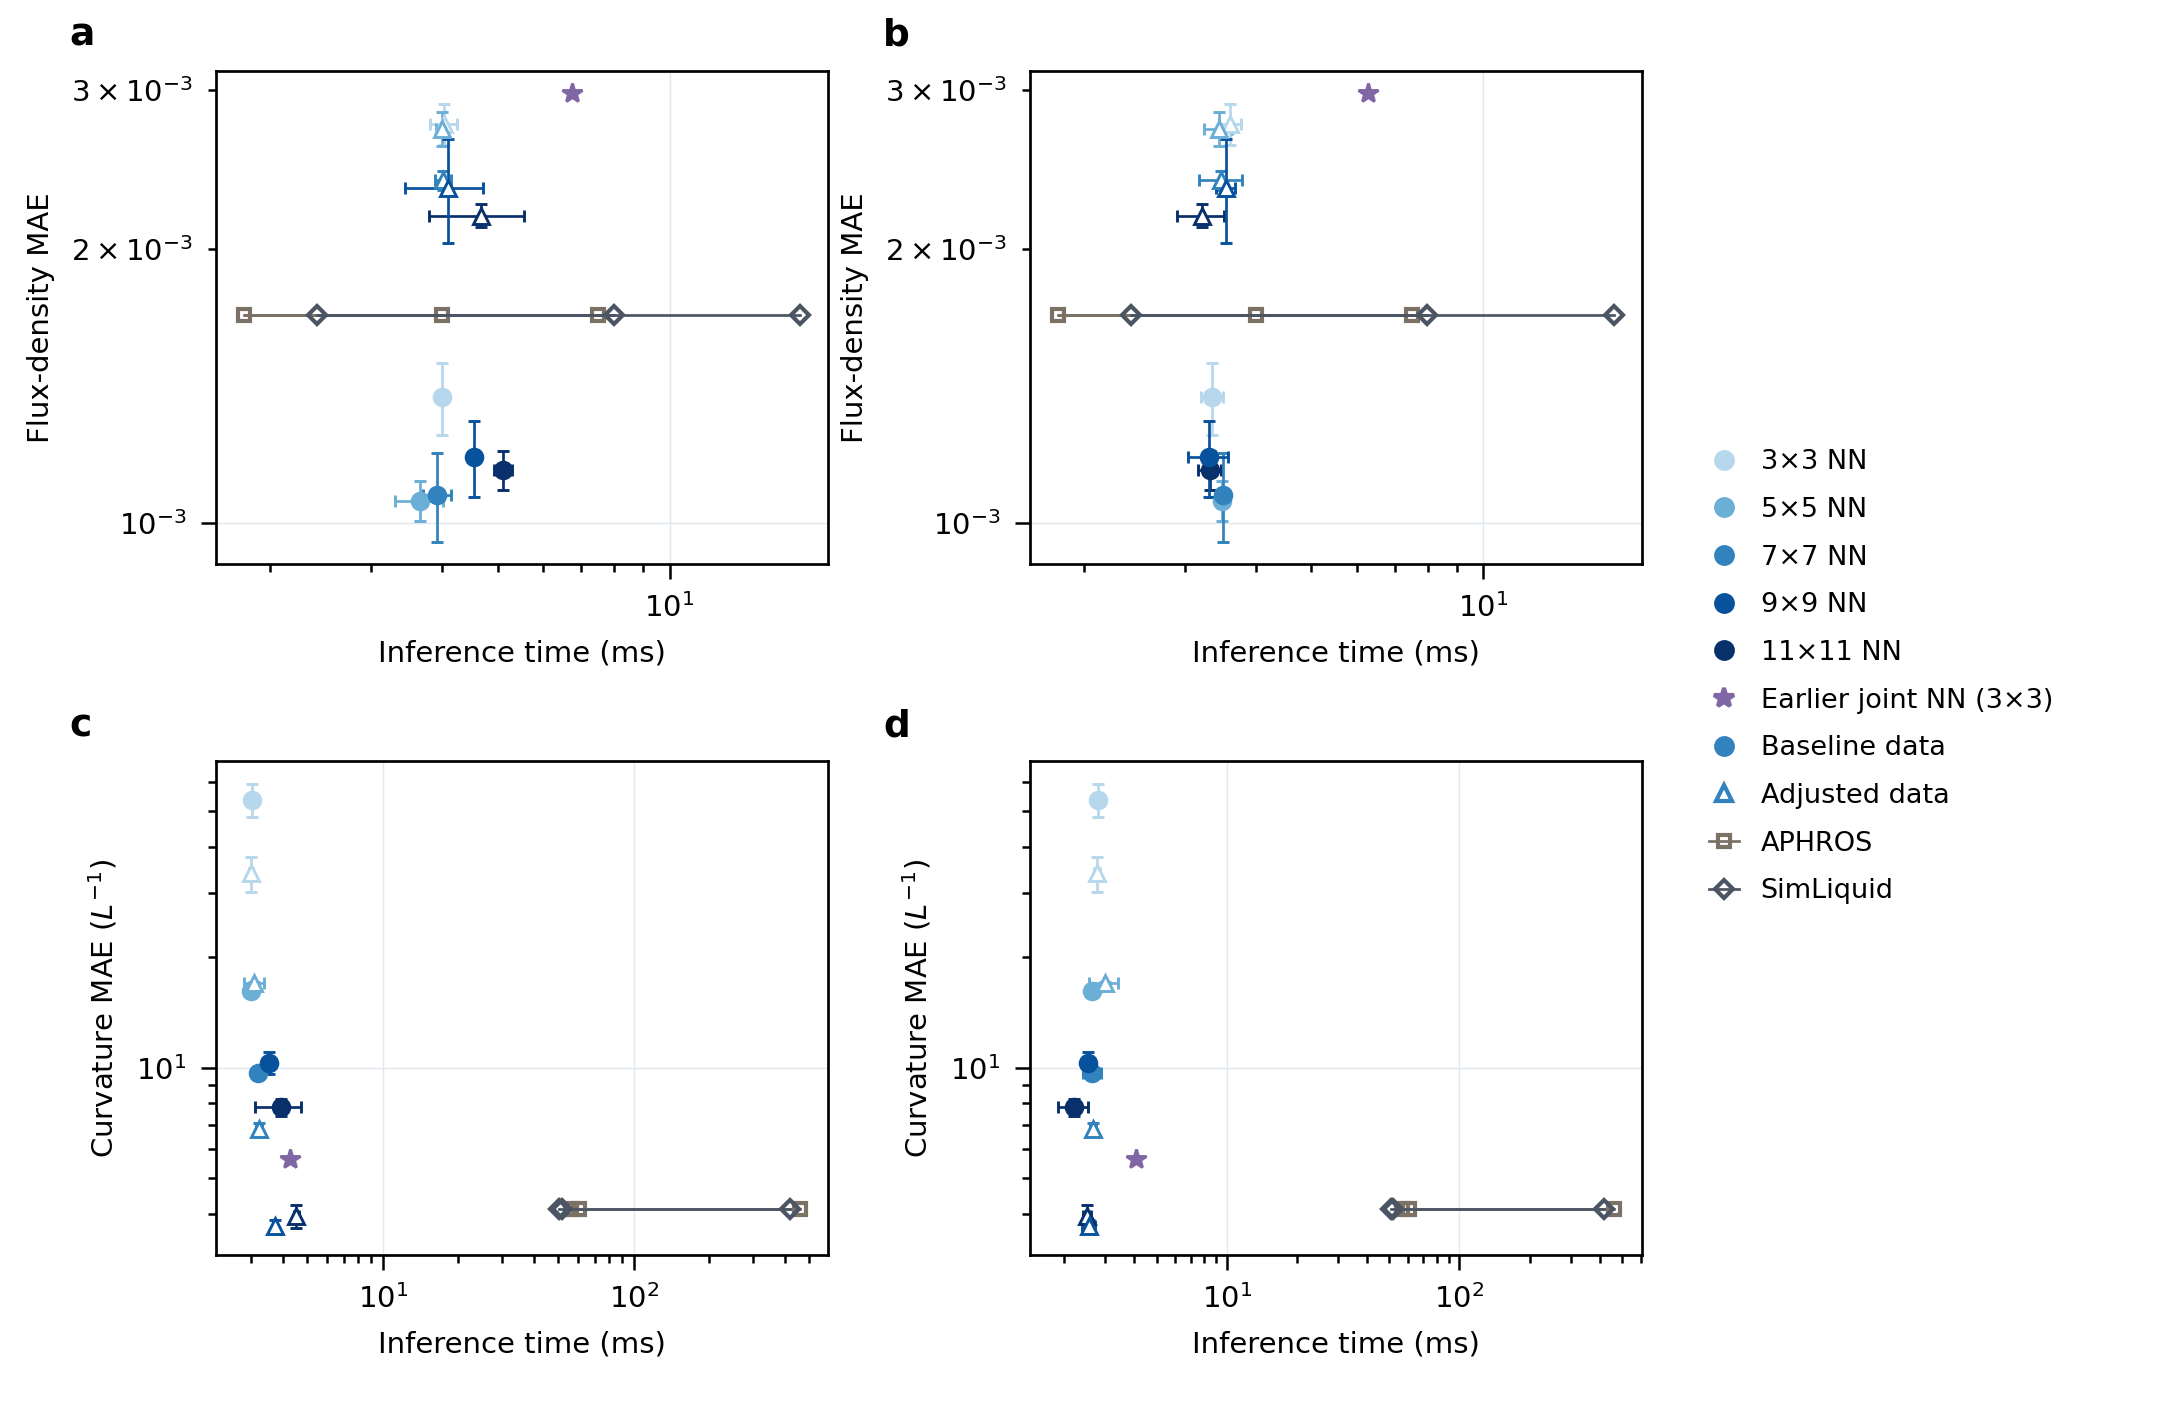 a
3 × 10⁻³
2 × 10⁻³
10⁻³
Flux-density MAE
10¹
Inference time (ms)
b
3 × 10⁻³
2 × 10⁻³
10⁻³
Flux-density MAE
10¹
Inference time (ms)
3×3 NN
5×5 NN
7×7 NN
9×9 NN
11×11 NN
Earlier joint NN (3×3)
Baseline data
Adjusted data
APHROS
SimLiquid
c
10¹
Curvature MAE (L⁻¹)
10¹ 10²
Inference time (ms)
d
10¹
Curvature MAE (L⁻¹)
10¹ 10²
Inference time (ms)